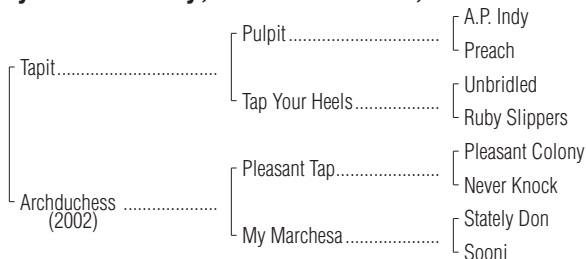 A.P. Indy
Pulpit
Preach
Tapit
Unbridled
Tap Your Heels
Ruby Slippers
Pleasant Colony
Pleasant Tap
Never Knock
Archduchess
(2002)
Stately Don
My Marchesa
Sooni